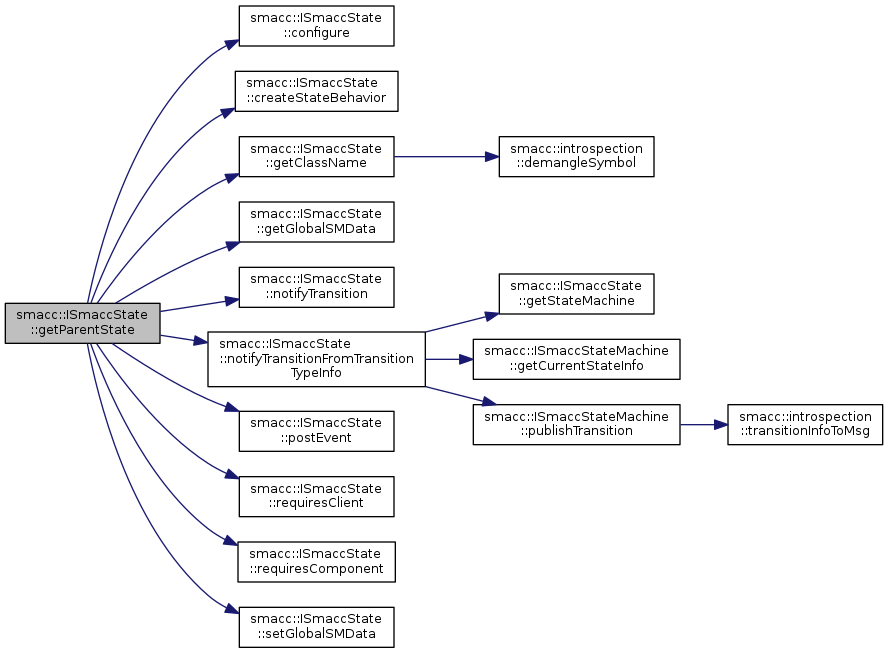 smacc::ISmaccState
::configure
smacc::ISmaccState
::createStateBehavior
smacc::ISmaccState
::getClassName
smacc::introspection
::demangleSymbol
smacc::ISmaccState
::getGlobalSMData
smacc::ISmaccState
::notifyTransition
smacc::ISmaccState
::getStateMachine
smacc::ISmaccState
::getParentState
smacc::ISmaccState
::notifyTransitionFromTransition
TypeInfo
smacc::ISmaccStateMachine
::getCurrentStateInfo
smacc::ISmaccState
::postEvent
smacc::ISmaccStateMachine
::publishTransition
smacc::introspection
::transitionInfoToMsg
smacc::ISmaccState
::requiresClient
smacc::ISmaccState
::requiresComponent
smacc::ISmaccState
::setGlobalSMData